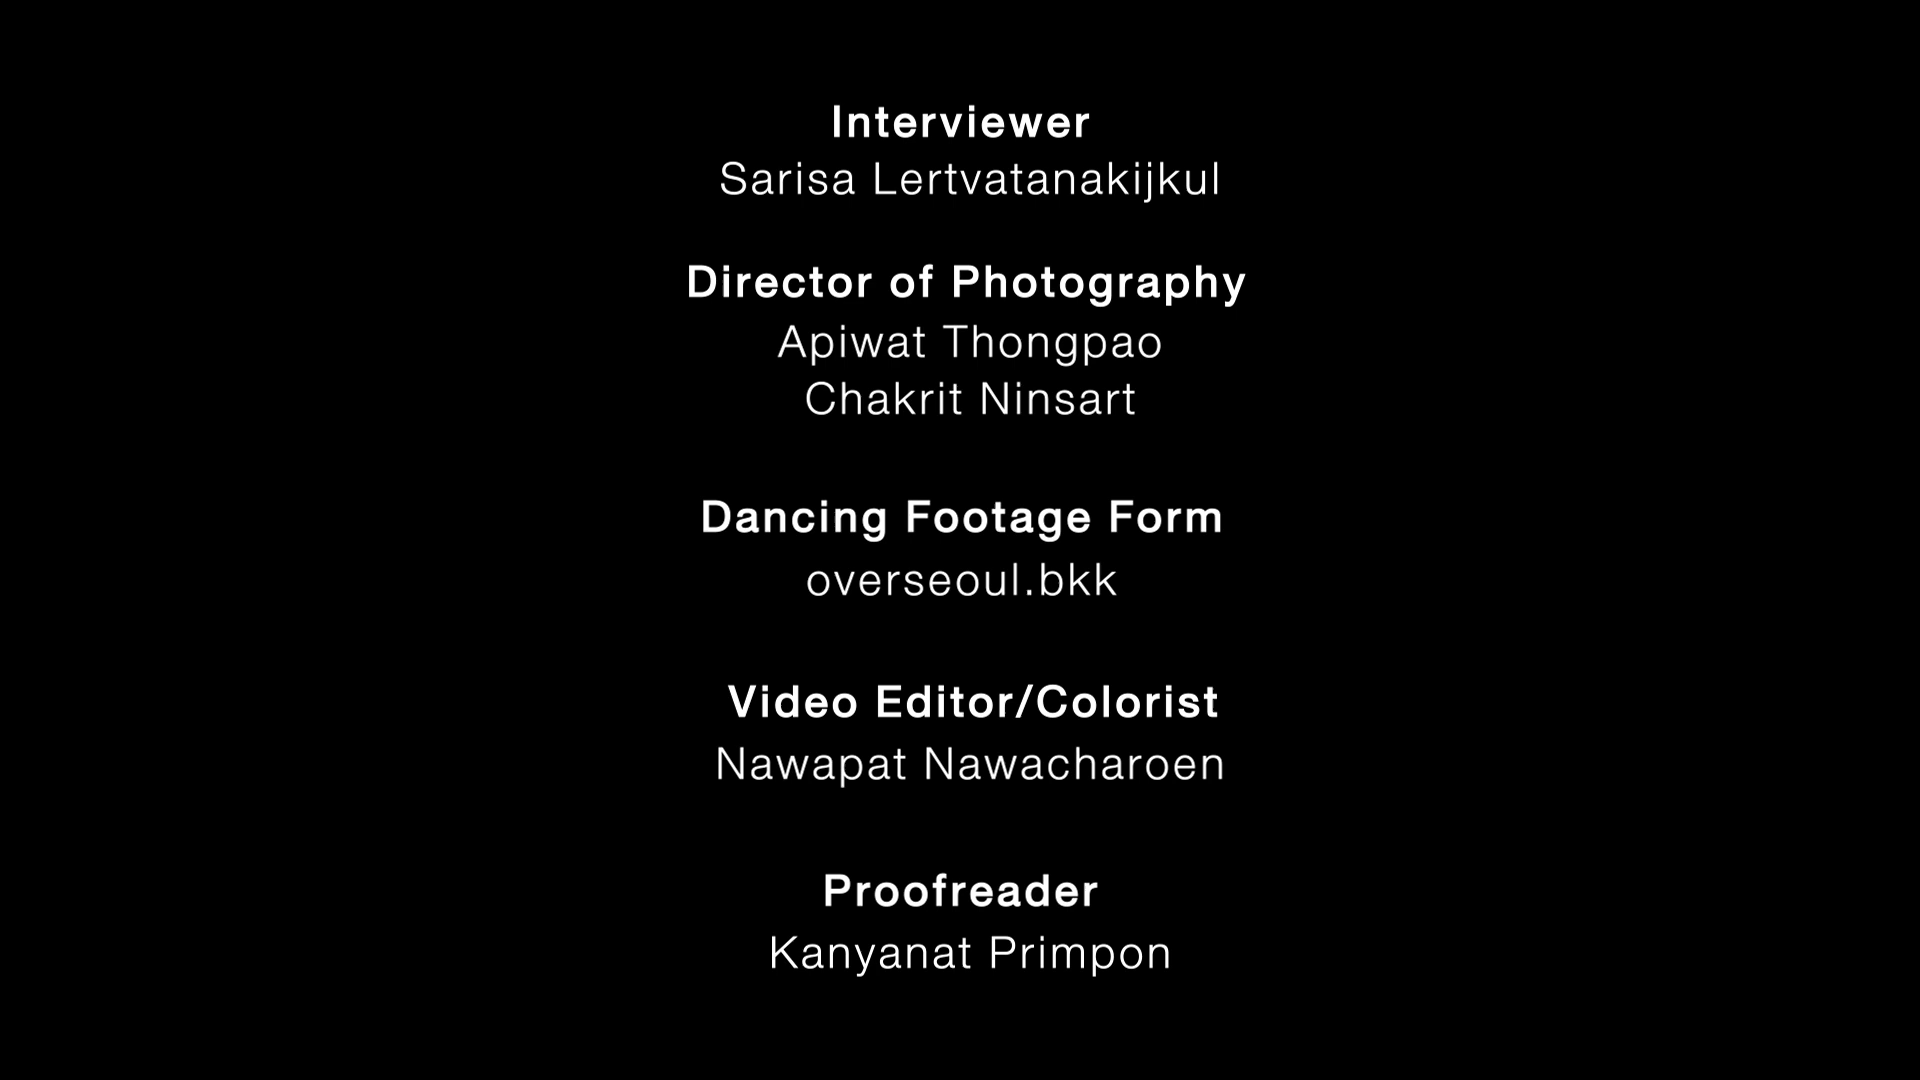 Interviewer
Sarisa Lertvatanakijkul
Director of Photography
Apiwat Thongpao
Chakrit Ninsart
Dancing Footage Form
overseoul.bkk
Video Editor/Colorist
Nawapat Nawacharoen
Proofreader
Kanyanat Primpon